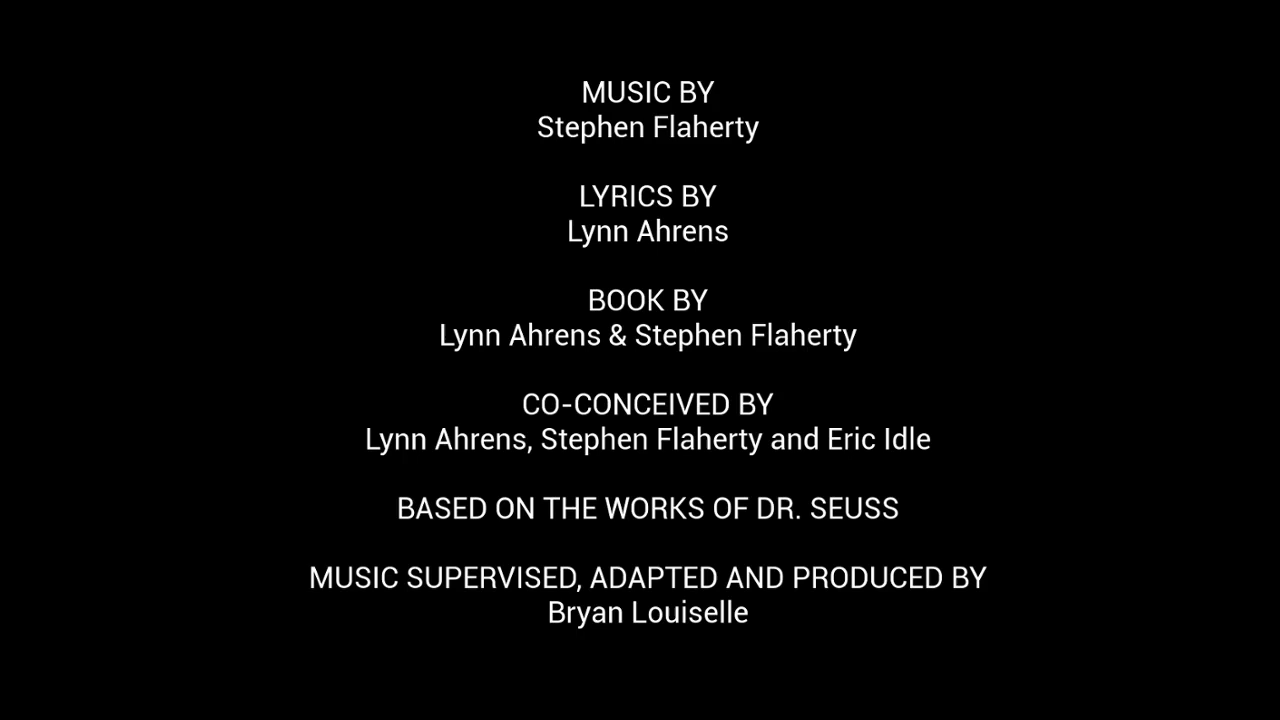 MUSIC BY
Stephen Flaherty
LYRICS BY
Lynn Ahrens
BOOK BY
Lynn Ahrens & Stephen Flaherty
CO-CONCEIVED BY
Lynn Ahrens, Stephen Flaherty and Eric Idle
BASED ON THE WORKS OF DR. SEUSS
MUSIC SUPERVISED, ADAPTED AND PRODUCED BY
Bryan Louiselle